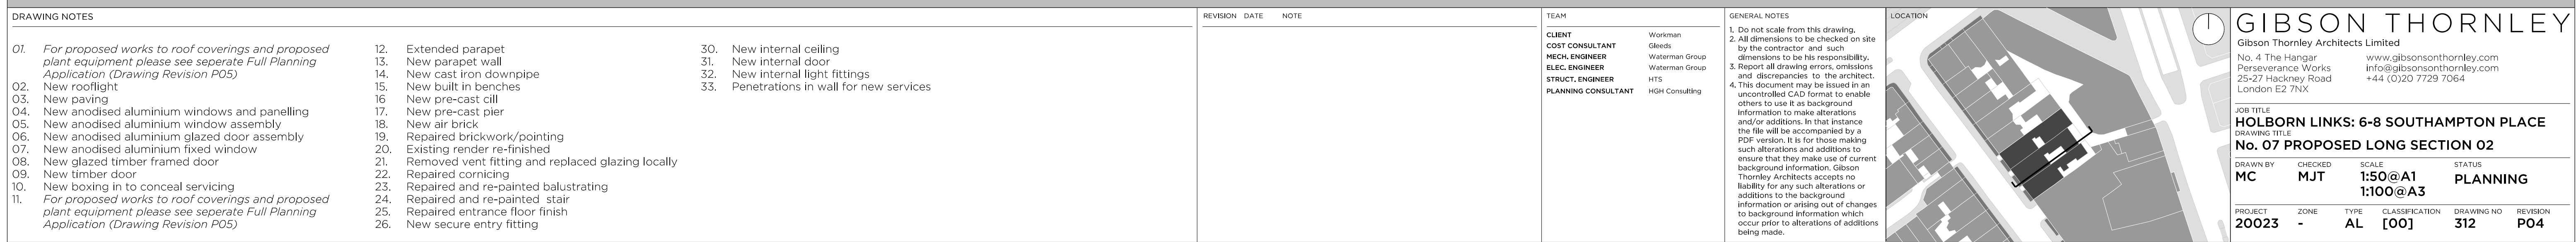 DRAWING NOTES
01. For proposed works to roof coverings and proposed
plant equipment please see seperate Full Planning
Application (Drawing Revision P05)
02. New rooflight
03. New paving
04. New anodised aluminium windows and panelling
05. New anodised aluminium window assembly
06. New anodised aluminium glazed door assembly
07. New anodised aluminium fixed window
08. New glazed timber framed door
09. New timber door
10. New boxing in to conceal servicing
11. For proposed works to roof coverings and proposed
plant equipment please see seperate Full Planning
Application (Drawing Revision P05)
12. Extended parapet
13. New parapet wall
14. New cast iron downpipe
15. New built in benches
16 New pre-cast cill
17. New pre-cast pier
18. New air brick
19. Repaired brickwork/pointing
20. Existing render re-finished
21. Removed vent fitting and replaced glazing locally
22. Repaired cornicing
23. Repaired and re-painted balustrating
24. Repaired and re-painted stair
25. Repaired entrance floor finish
26. New secure entry fitting
30. New internal ceiling
31. New internal door
32. New internal light fittings
33. Penetrations in wall for new services
REVISION DATE NOTE
TEAM
CLIENT Workman
COST CONSULTANT Gleeds
MECH. ENGINEER Waterman Group
ELEC. ENGINEER Waterman Group
STRUCT. ENGINEER HTS
PLANNING CONSULTANT HGH Consulting
GENERAL NOTES
1. Do not scale from this drawing.
2. All dimensions to be checked on site
by the contractor and such
dimensions to be his responsibility.
3. Report all drawing errors, omissions
and discrepancies to the architect.
4. This document may be issued in an
uncontrolled CAD format to enable
others to use it as background
information to make alterations
and/or additions. In that instance
the file will be accompanied by a
PDF version. It is for those making
such alterations and additions to
ensure that they make use of current
background information. Gibson
Thornley Architects accepts no
liability for any such alterations or
additions to the background
information or arising out of changes
to background information which
occur prior to alterations of additions
being made.
LOCATION
GIBSON THORNLEY
Gibson Thornley Architects Limited
No. 4 The Hangar www.gibsonsonthornley.com
Perseverance Works info@gibsonthornley.com
25-27 Hackney Road +44 (0)20 7729 7064
London E2 7NX
JOB TITLE
HOLBORN LINKS: 6-8 SOUTHAMPTON PLACE
DRAWING TITLE
No. 07 PROPOSED LONG SECTION 02
DRAWN BY CHECKED SCALE STATUS
MC MJT 1:50@A1 PLANNING
1:100@A3
PROJECT ZONE TYPE CLASSIFICATION DRAWING NO REVISION
20023 - AL [00] 312 P04